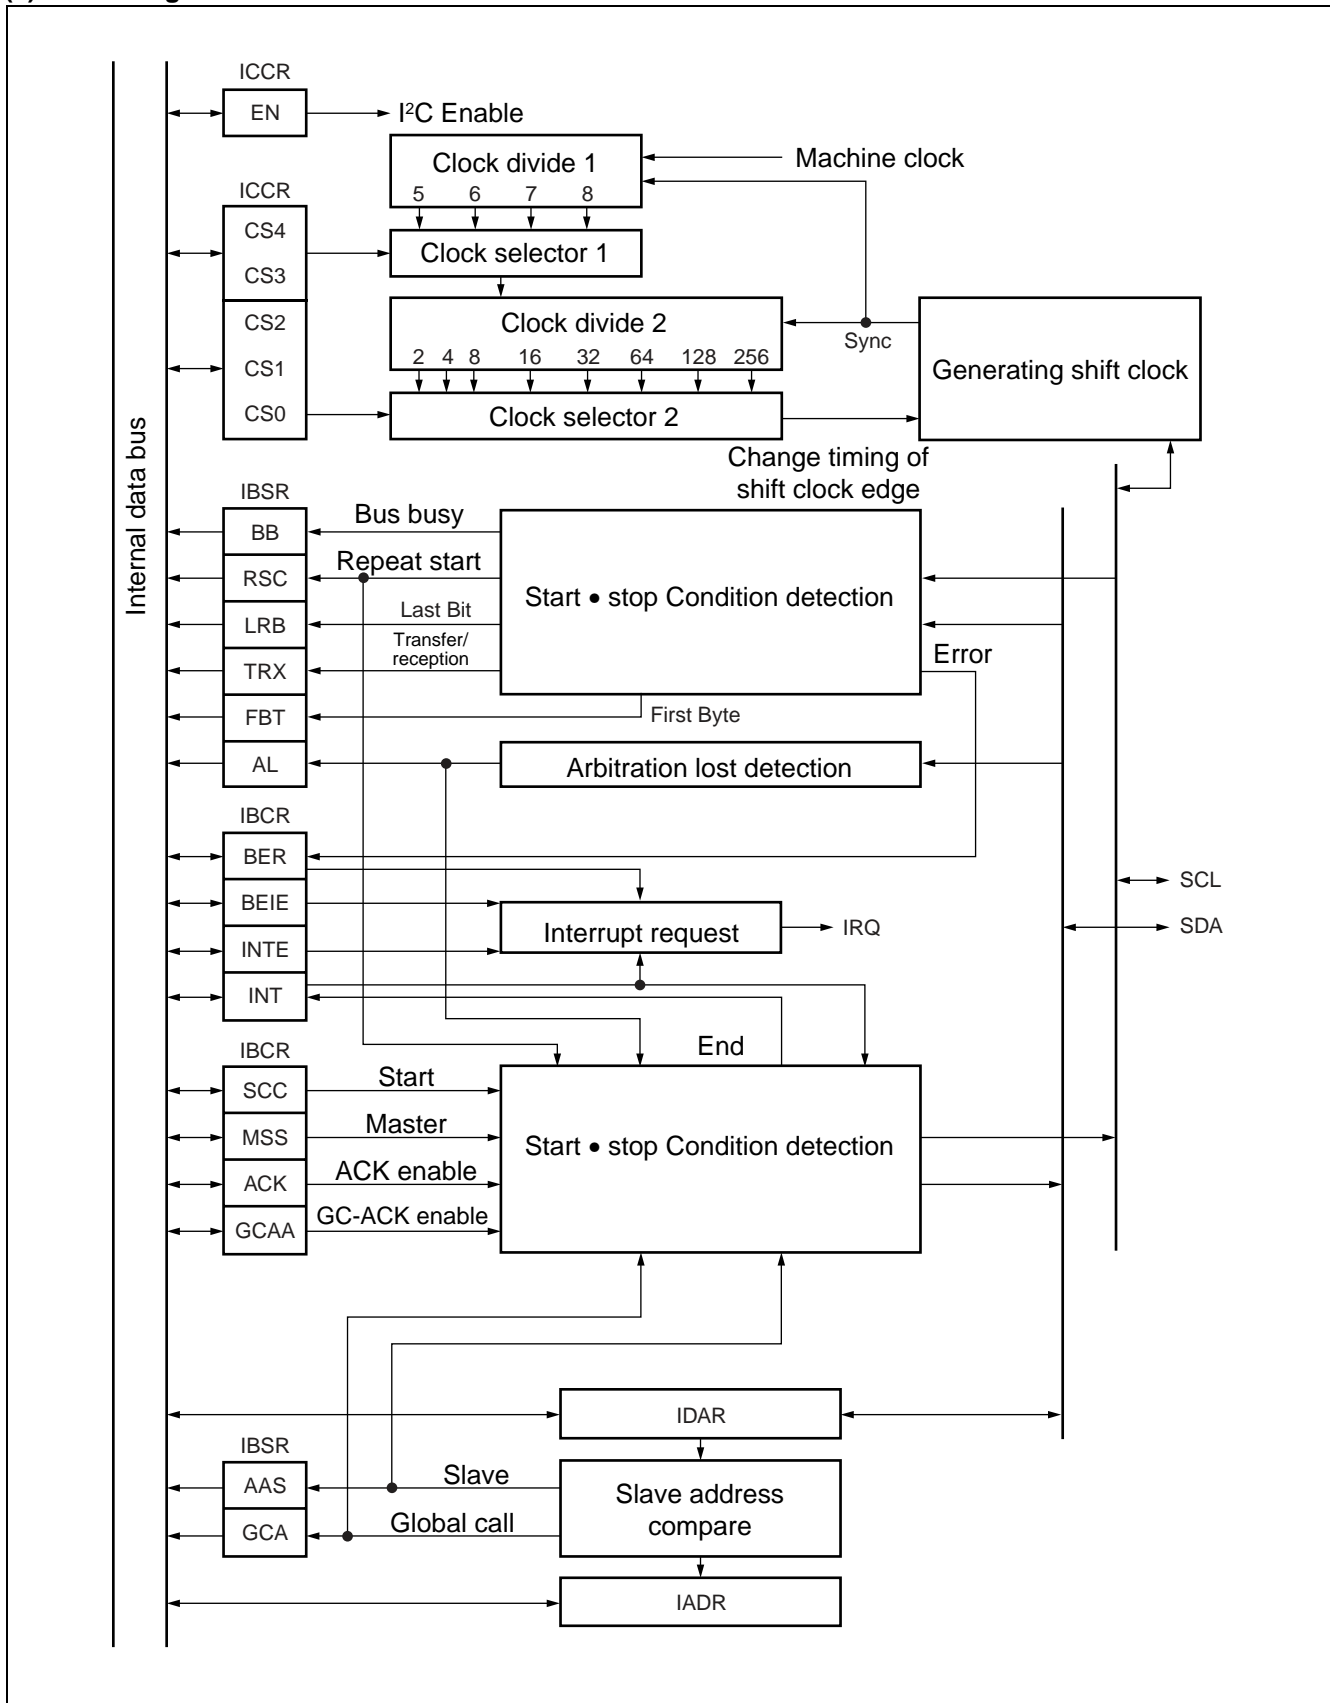 ICCR
EN
I²C Enable
Clock divide 1
Machine clock
5 6 7 8
ICCR
CS4
CS3
Clock selector 1
CS2
CS1
CS0
Clock divide 2
Sync
2 4 8 16 32 64 128 256
Clock selector 2
Generating shift clock
Change timing of
shift clock edge
Internal data bus
IBSR
BB
Bus busy
RSC
Repeat start
LRB
Last Bit
TRX
Transfer/
reception
FBT
First Byte
Start • stop Condition detection
Error
AL
Arbitration lost detection
IBCR
BER
BEIE
INTE
INT
Interrupt request
IRQ
SCL
SDA
End
IBCR
SCC
Start
MSS
Master
ACK
ACK enable
GCAA
GC-ACK enable
Start • stop Condition detection
IDAR
IBSR
AAS
Slave
GCA
Global call
Slave address
compare
IADR